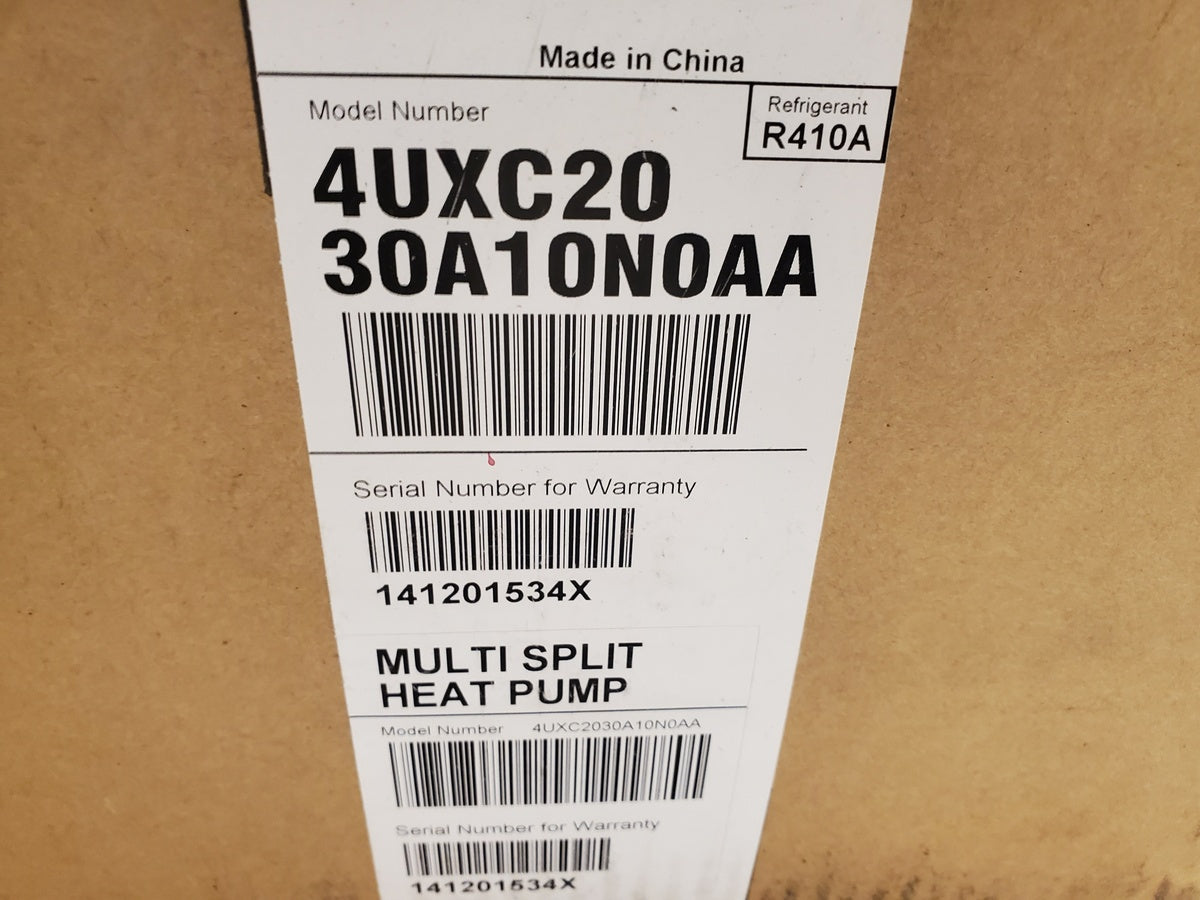 Made in China
Model Number
Refrigerant
R410A
4UXC20
30A10N0AA
Serial Number for Warranty
141201534X
MULTI SPLIT
HEAT PUMP
Model Number 4UXC2030A10N0AA
Serial Number for Warranty
141201534X